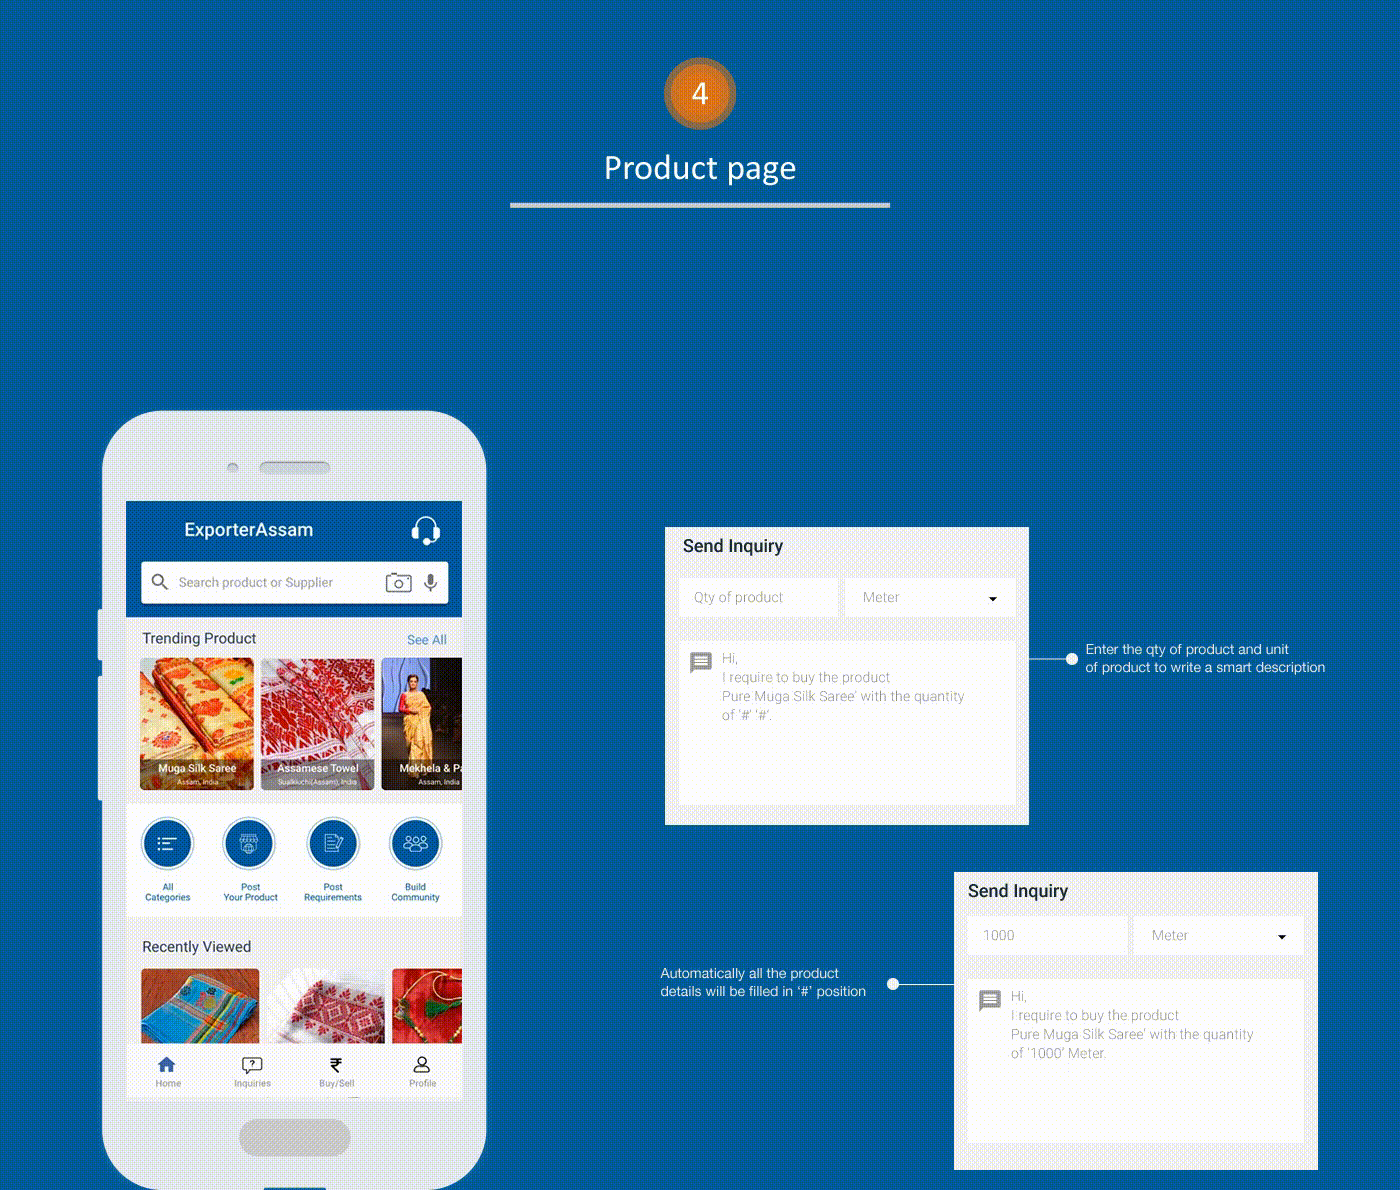 4
Product page
ExporterAssam
Search product or Supplier
Trending Product
See All
Muga Silk Saree
Assam, India
Assamese Towel
Sualkuchi(Assam), India
Mekhela & Pa
Assam, India
All
Categories
Post
Your Product
Post
Requirements
Build
Community
Recently Viewed
Home
Inquiries
Buy/Sell
Profile
Send Inquiry
Qty of product
Meter
Hi,
I require to buy the product
Pure Muga Silk Saree' with the quantity
of '#' '#'.
Enter the qty of product and unit
of product to write a smart description
Send Inquiry
1000
Meter
Hi,
I require to buy the product
Pure Muga Silk Saree' with the quantity
of '1000' Meter.
Automatically all the product
details will be filled in '#' position